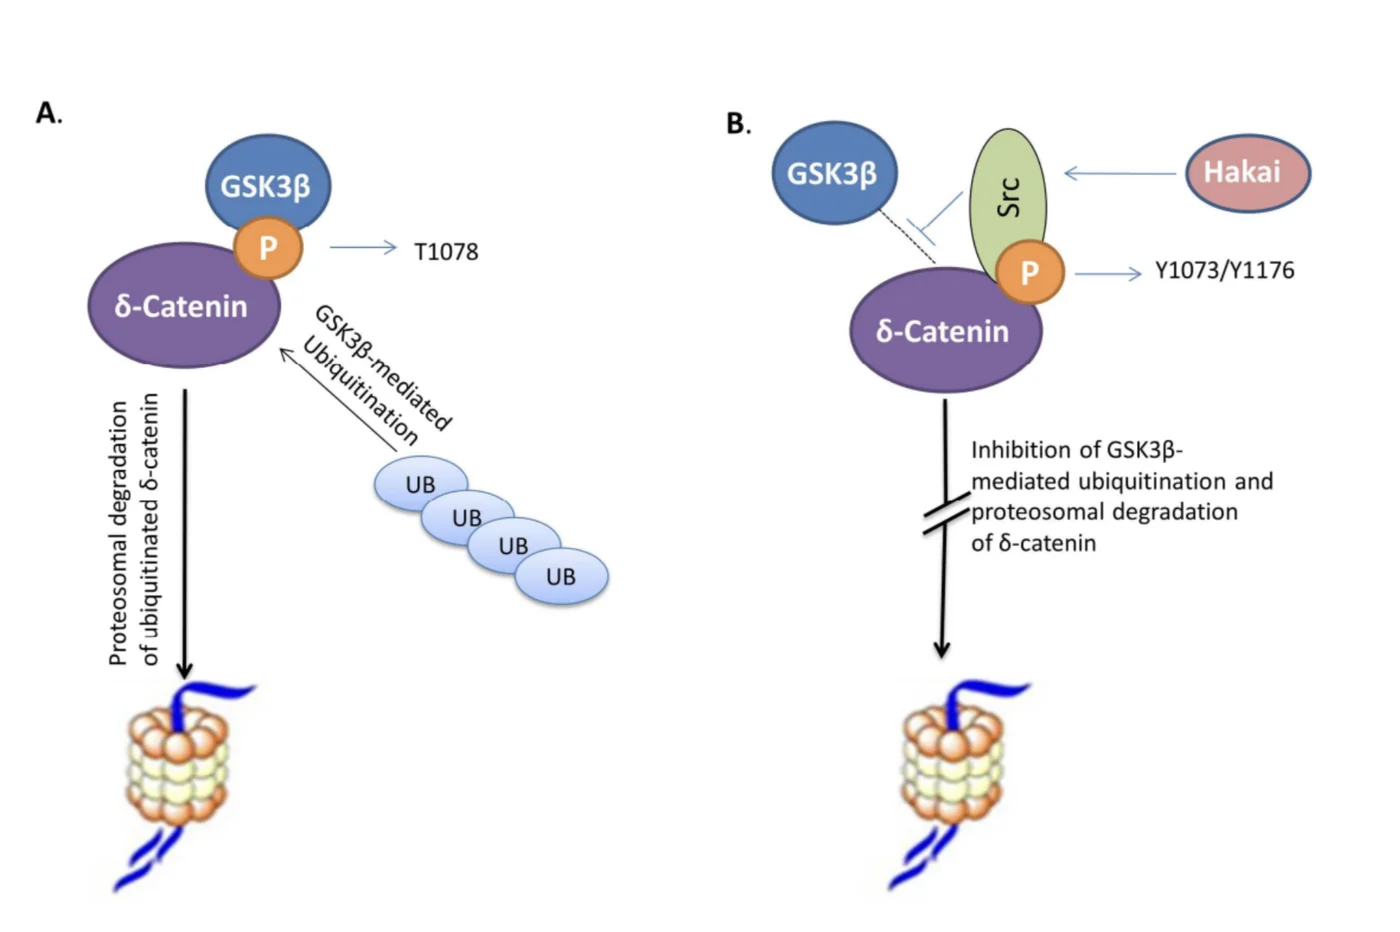 A.
GSK3β
P
T1078
δ-Catenin
GSK3β-mediated
Ubiquitination
UB
UB
UB
UB
Proteosomal degradation
of ubiquitinated δ-catenin
B.
GSK3β
Src
Hakai
P
Y1073/Y1176
δ-Catenin
Inhibition of GSK3β-
mediated ubiquitination and
proteosomal degradation
of δ-catenin